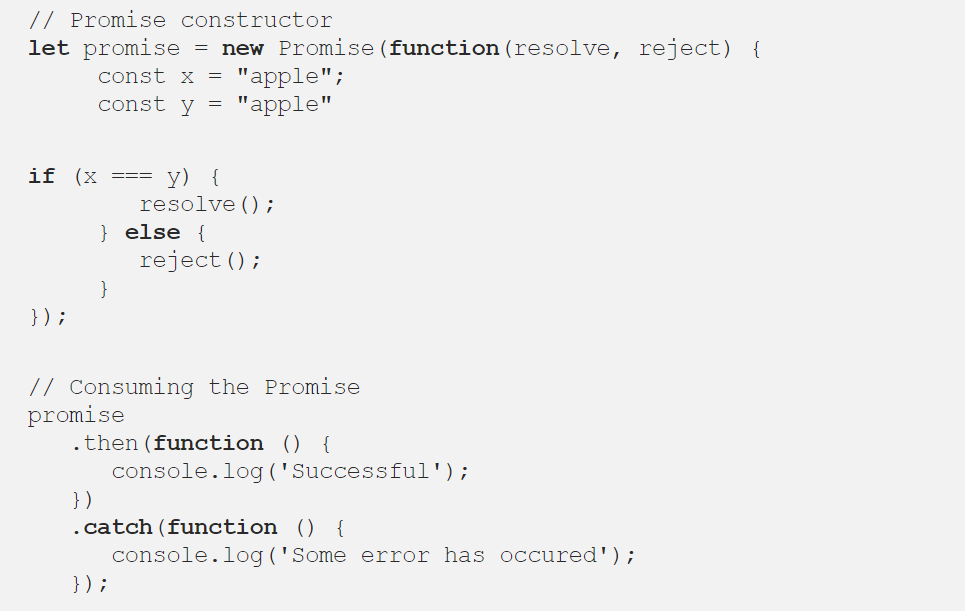 // Promise constructor
let promise = new Promise(function(resolve, reject) {
const x = "apple";
const y = "apple"
if (x === y) {
resolve();
} else {
reject();
}
});
// Consuming the Promise
promise
.then(function () {
console.log('Successful');
})
.catch(function () {
console.log('Some error has occured');
});